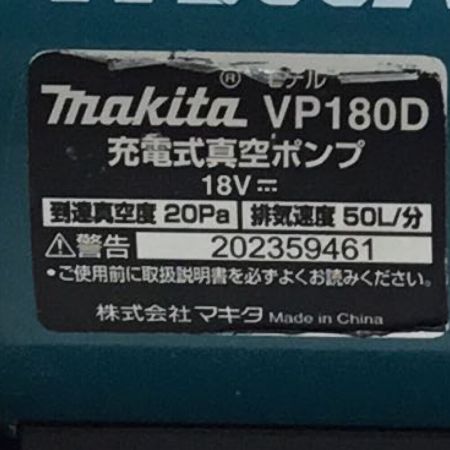 ® モデル
makita VP180D
充電式真空ポンプ
18V⎓
到達真空度 20Pa 排気速度 50L/分
⚠警告 202359461
•ご使用前に取扱説明書を必ずよくお読みください。
株式会社 マキタ Made in China